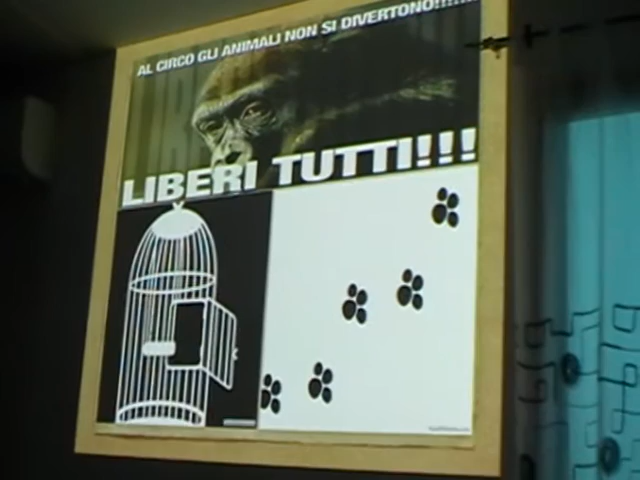 AL CIRCO GLI ANIMALI NON SI DIVERTONO!!......
LIBERI TUTTI!!!